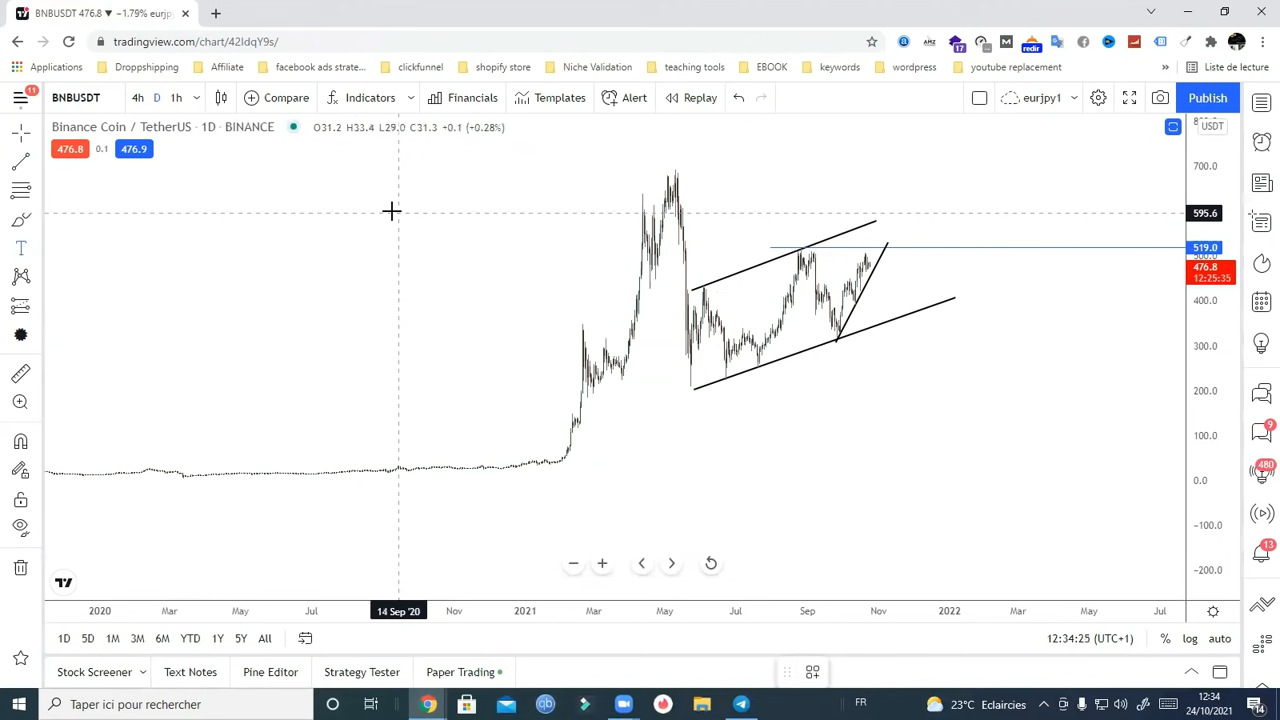 BNBUSDT 476.8 ▼ −1.79% eurjp
tradingview.com/chart/42IdqY9s/
Applications Droppshipping Affiliate facebook ads strate... clickfunnel shopify store Niche Validation teaching tools EBOOK keywords wordpress youtube replacement » Liste de lecture
17 redir
11 BNBUSDT 4h D 1h Compare Indicators Financials Templates Alert Replay eurjpy1 Publish
Binance Coin / TetherUS · 1D · BINANCE O31.2 H33.4 L29.0 C31.3 +0.1 (+0.28%) USDT
476.8 0.1 476.9
700.0
595.6
519.0
476.8
12:25:35
400.0
300.0
200.0
100.0
0.0
−100.0
−200.0
9
480
13
2020 Mar May Jul 14 Sep '20 Nov 2021 Mar May Jul Sep Nov 2022 Mar May Jul
1D 5D 1M 3M 6M YTD 1Y 5Y All 12:34:25 (UTC+1) % log auto
Stock Screener Text Notes Pine Editor Strategy Tester Paper Trading
Taper ici pour rechercher FR 23°C Eclaircies 12:34
24/10/2021 14